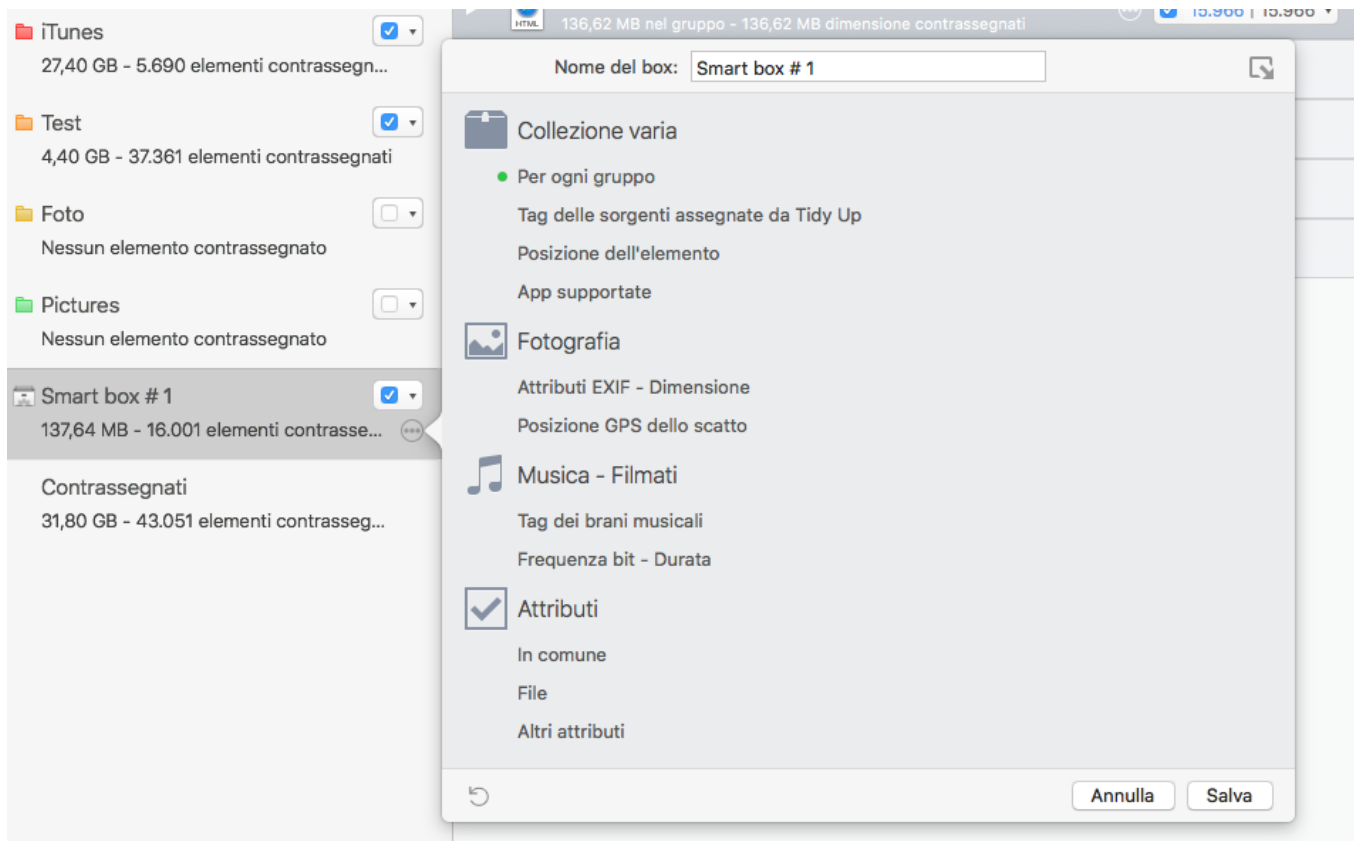 iTunes
27,40 GB - 5.690 elementi contrassegn...
Test
4,40 GB - 37.361 elementi contrassegnati
Foto
Nessun elemento contrassegnato
Pictures
Nessun elemento contrassegnato
Smart box # 1
137,64 MB - 16.001 elementi contrasse...
Contrassegnati
31,80 GB - 43.051 elementi contrasseg...
HTML
136,62 MB nel gruppo - 136,62 MB dimensione contrassegnati
15.966 | 15.966
Nome del box: Smart box # 1
Collezione varia
Per ogni gruppo
Tag delle sorgenti assegnate da Tidy Up
Posizione dell'elemento
App supportate
Fotografia
Attributi EXIF - Dimensione
Posizione GPS dello scatto
Musica - Filmati
Tag dei brani musicali
Frequenza bit - Durata
Attributi
In comune
File
Altri attributi
Annulla
Salva